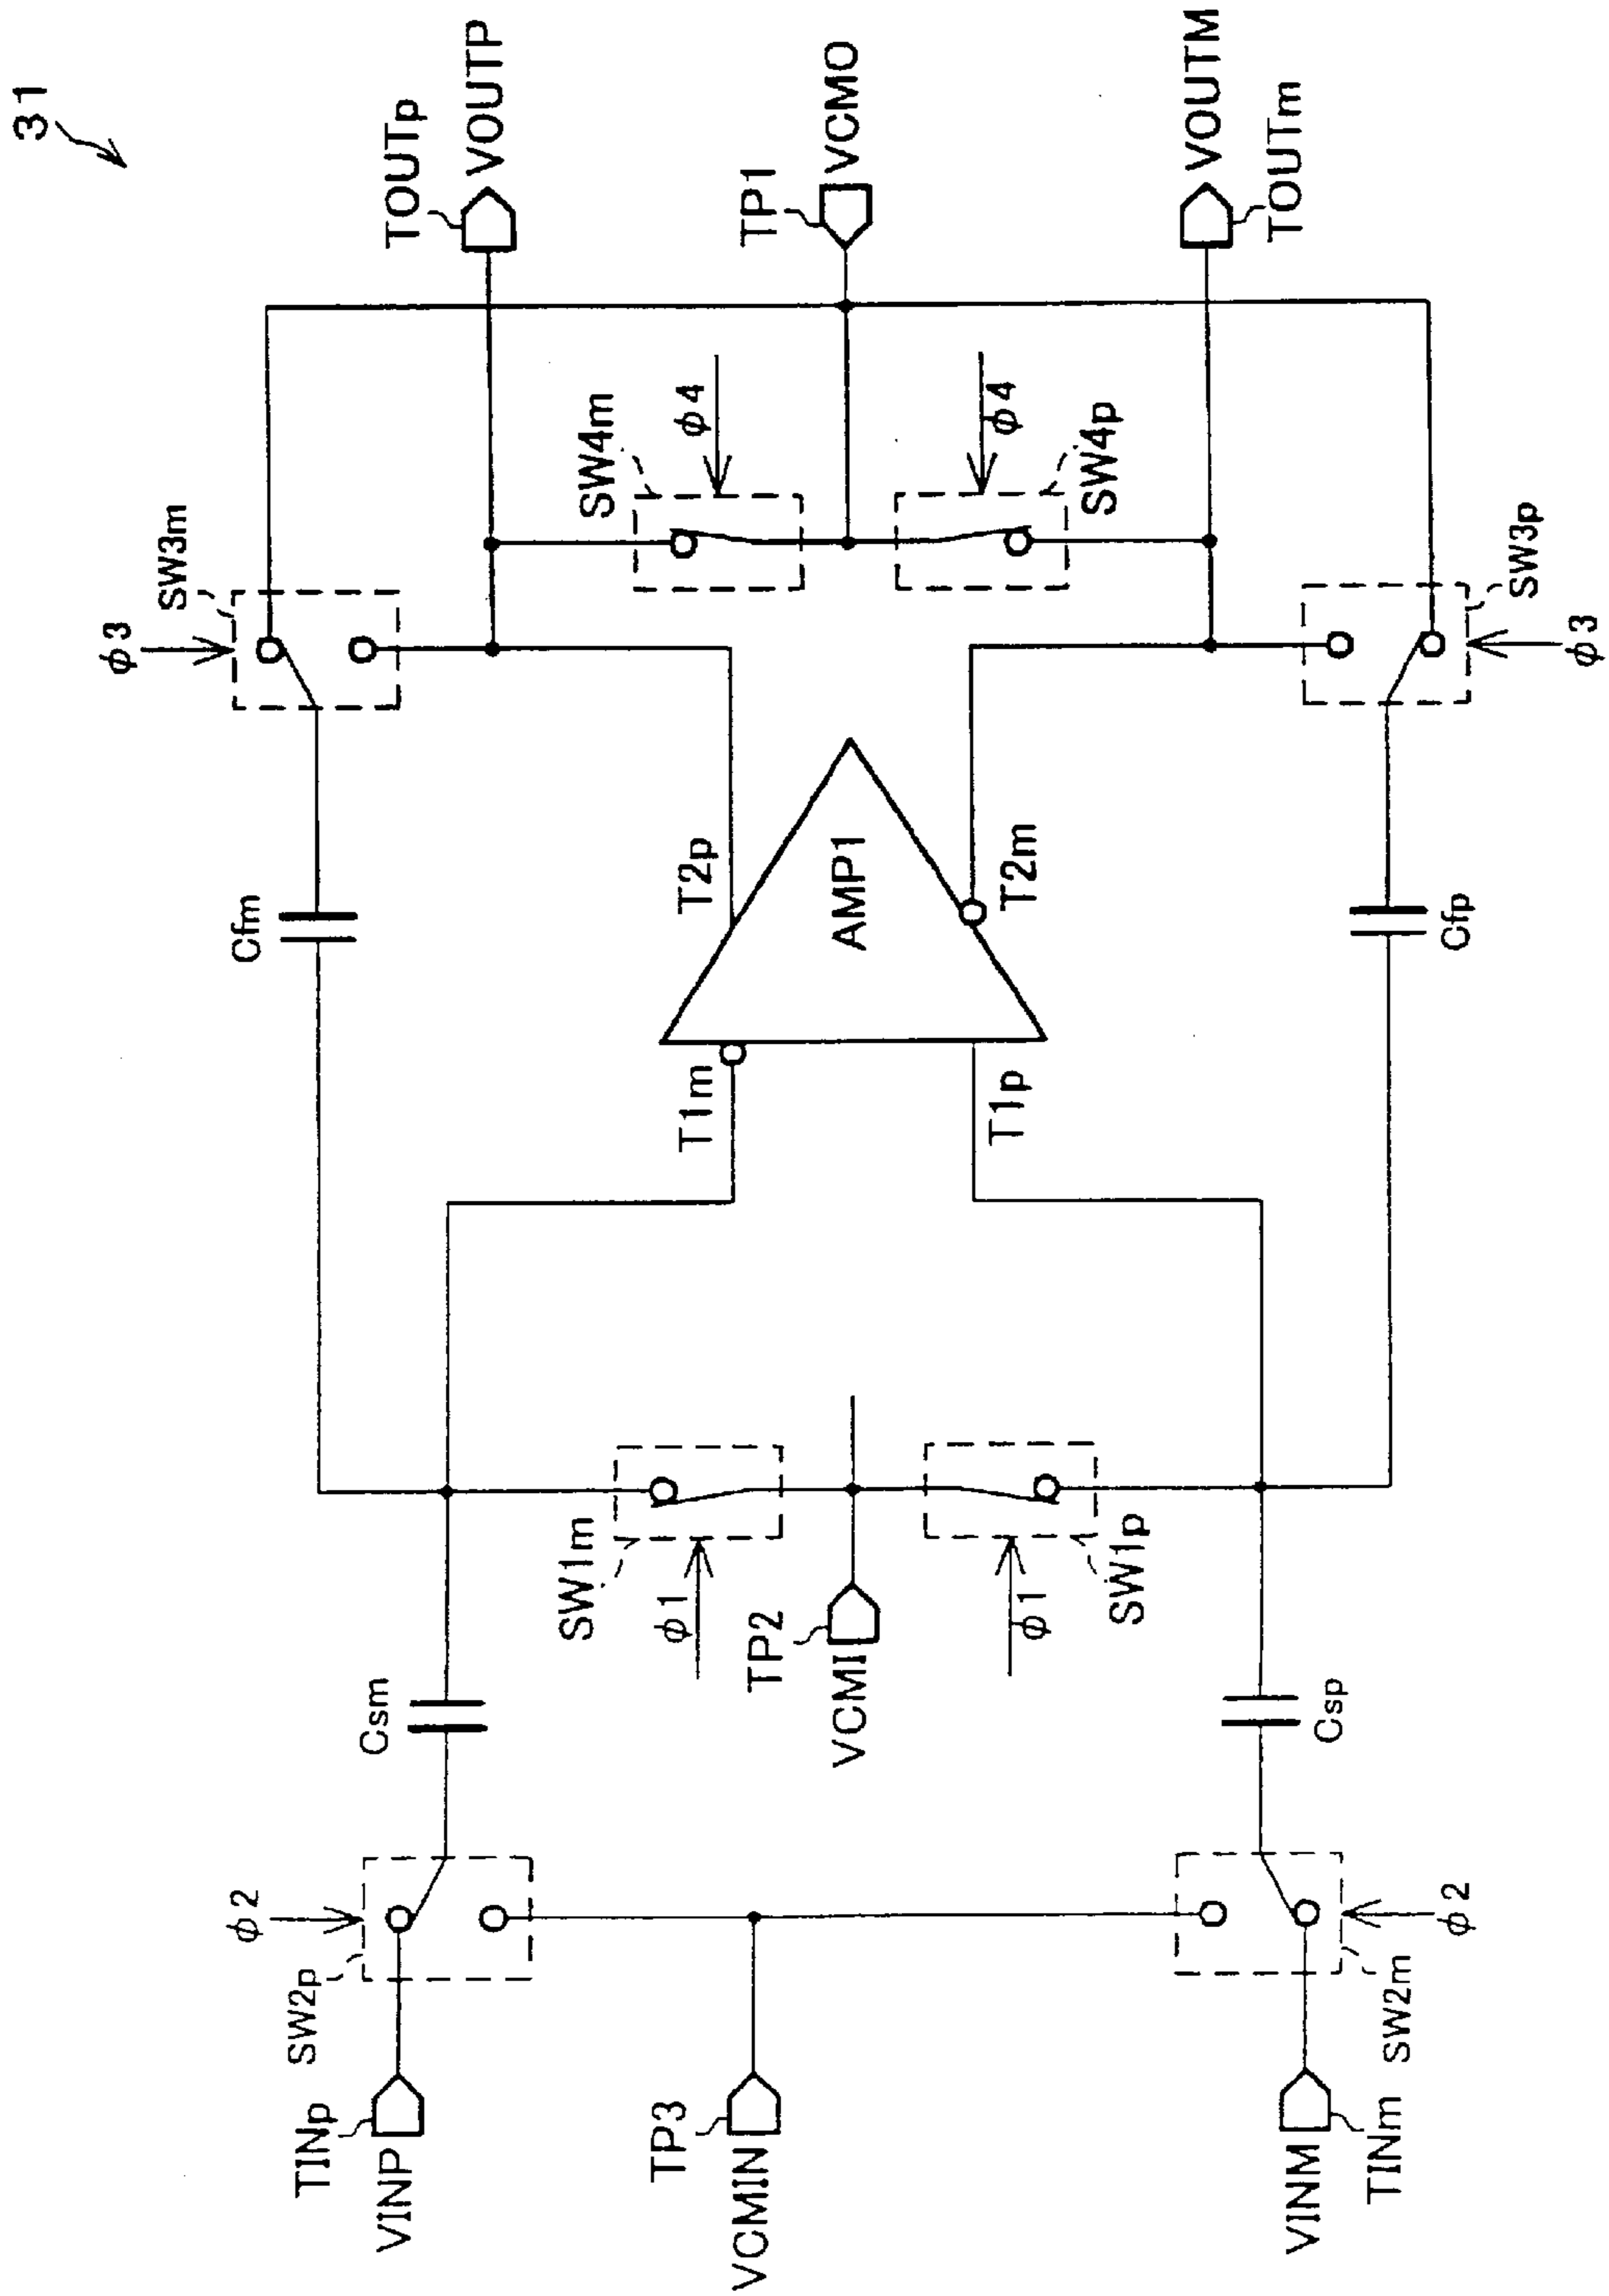 31
TOUTp
VOUTP
TP1
VCMO
VOUTM
TOUTm
SW3m
φ3
SW4m
φ4
φ4
SW4p
SW3p
φ3
Cfm
T2p
AMP1
T2m
Cfp
T1m
T1p
SW1m
φ1
TP2
VCMI
φ1
SW1p
Csm
Csp
φ2
SW2p
φ2
SW2m
TINp
VINP
TP3
VCMIN
VINM
TINm